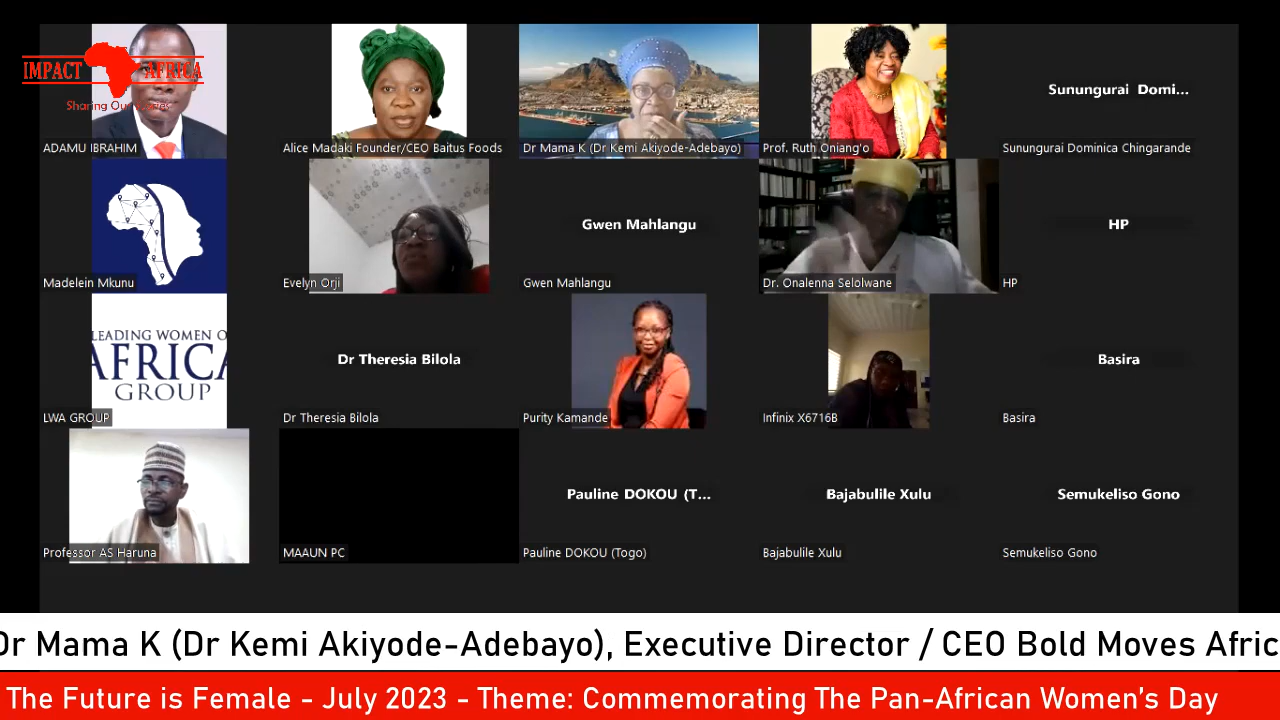 IMPACT AFRICA
Sharing Our
ADAMU IBRAHIM
Alice Madaki Founder/CEO Baitus Foods
Dr Mama K (Dr Kemi Akiyode-Adebayo)
Prof. Ruth Oniang'o
Sunungurai Domi...
Sunungurai Dominica Chingarande
Madelein Mkunu
Evelyn Orji
Gwen Mahlangu
Gwen Mahlangu
Dr. Onalenna Selolwane
HP
HP
LEADING WOMEN O
AFRICA
GROUP
LWA GROUP
Dr Theresia Bilola
Dr Theresia Bilola
Purity Kamande
Infinix X6716B
Basira
Basira
Professor AS Haruna
MAAUN PC
Pauline DOKOU (T...
Pauline DOKOU (Togo)
Bajabulile Xulu
Bajabulile Xulu
Semukeliso Gono
Semukeliso Gono
Dr Mama K (Dr Kemi Akiyode-Adebayo), Executive Director / CEO Bold Moves Afric
The Future is Female - July 2023 - Theme: Commemorating The Pan-African Women's Day